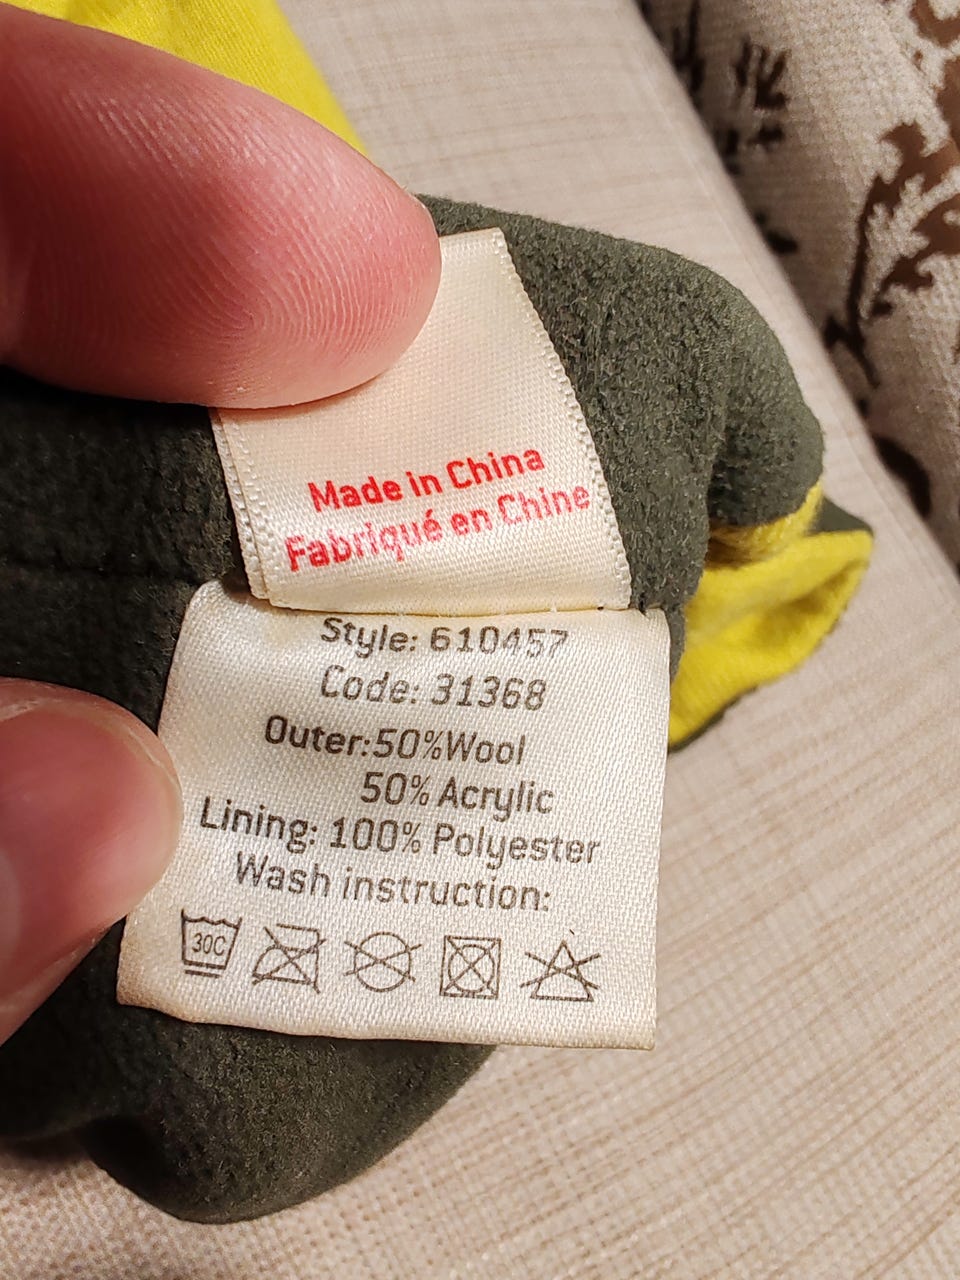 Made in China
Fabriqué en Chine
Style: 610457
Code: 31368
Outer:50%Wool
50% Acrylic
Lining: 100% Polyester
Wash instruction:
30C